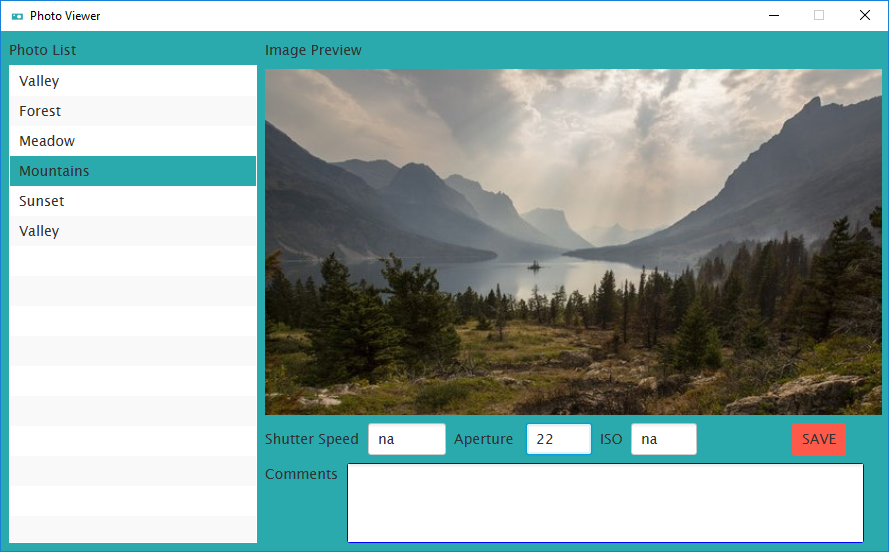 Photo Viewer
Photo List
Valley
Forest
Meadow
Mountains
Sunset
Valley
Image Preview
Shutter Speed na Aperture 22 ISO na SAVE
Comments